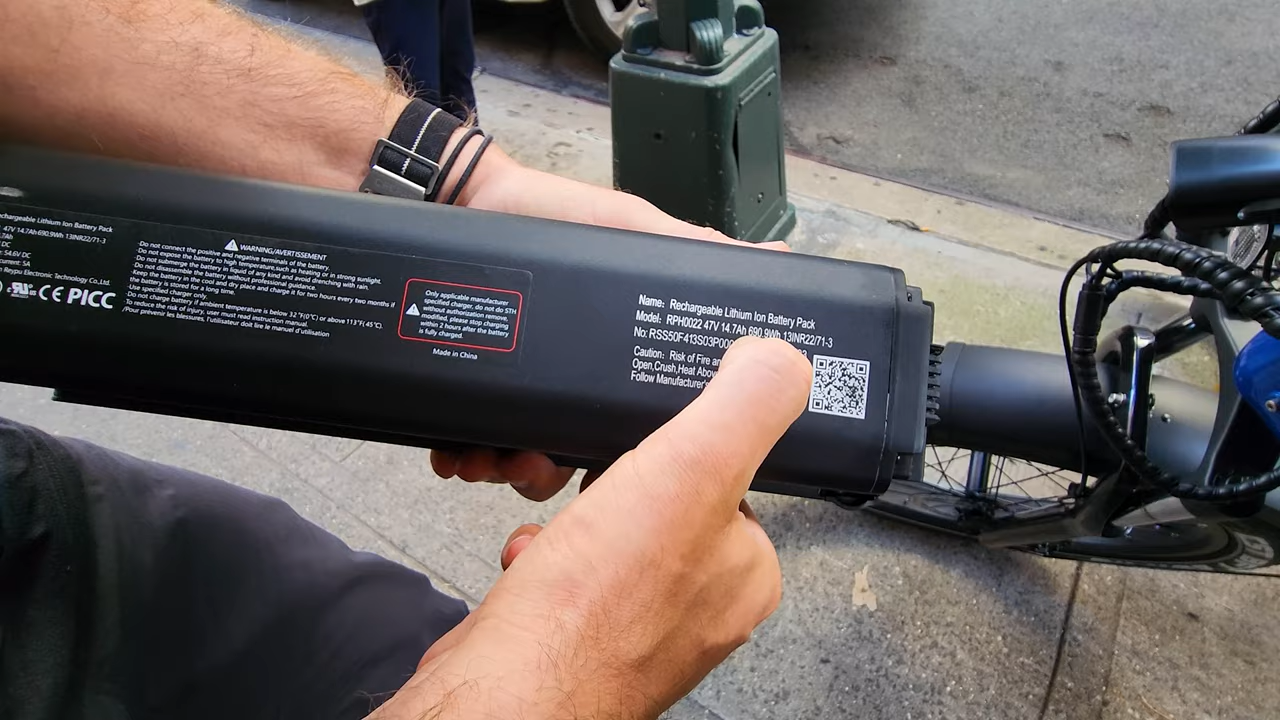 echargeable Lithium Ion Battery Pack
47V 14.7Ah690.9Wh 13INR22/71-3
.7Ah
DC
54.6V DC
current: 5A
Reypu Electronic Technology Co.,Ltd.
CE PICC
WARNING/AVERTISSEMENT
·Do not connect the positive and negative terminals of the battery.
·Do not expose the battery to high temperature,such as heating or in strong sunlight.
·Do not submerge the battery in liquid of any kind and avoid drenching with rain.
·Do not disassemble the battery without professional guidance.
·Keep the battery in the cool and dry place and charge it for two hours every two months if
the battery is stored for a long time.
·Use specified charger only.
·Do not charge battery if ambient temperature is below 32 °F(0°C) or above 113°F(45°C).
·To reduce the risk of injury, user must read instruction manual.
/Pour prévenir les blessures, l'utilisateur doit lire le manuel d'utilisation
Only applicable manufacturer
specified charger, do not do 5TH
without authorization remove,
modified, please stop charging
within 2 hours after the battery
is fully charged.
Made in China
Name: Rechargeable Lithium Ion Battery Pack
Model: RPH0022 47V 14.7Ah 690.9Wh 13INR22/71-3
No: RSS50F413S03P00
Caution: Risk of Fire an
Open,Crush,Heat Abov
Follow Manufacturer's